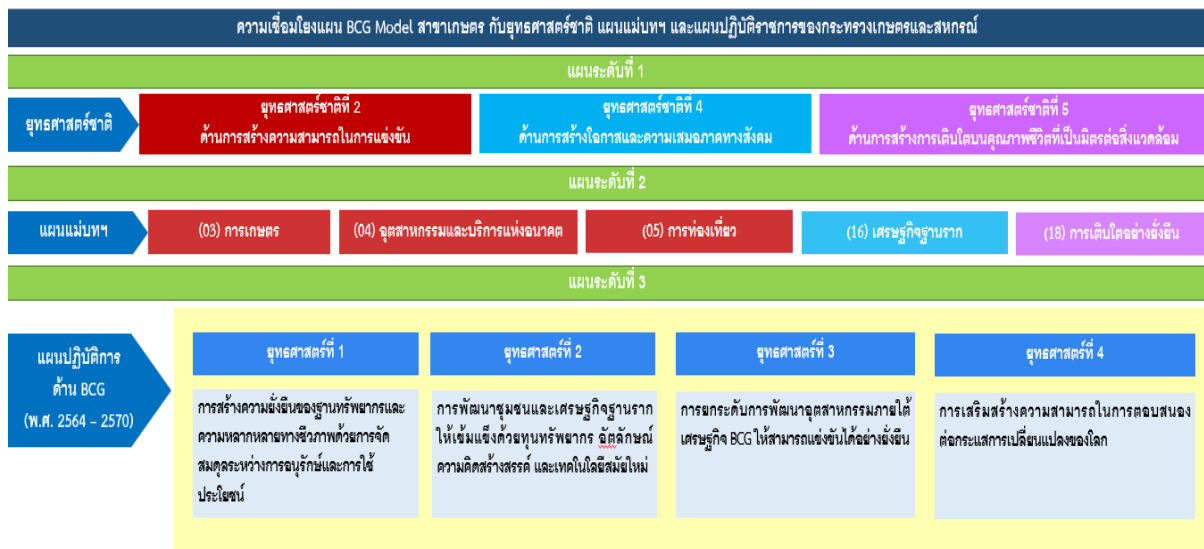 ความเชื่อมโยงแผน BCG Model สาขาเกษตร กับยุทธศาสตร์ชาติ แผนแม่บทฯ และแผนปฏิบัติราชการของกระทรวงเกษตรและสหกรณ์
แผนระดับที่ 1
ยุทธศาสตร์ชาติ
ยุทธศาสตร์ชาติที่ 2
ด้านการสร้างความสามารถในการแข่งขัน
ยุทธศาสตร์ชาติที่ 4
ด้านการสร้างโอกาสและความเสมอภาคทางสังคม
ยุทธศาสตร์ชาติที่ 5
ด้านการสร้างการเติบโตบนคุณภาพชีวิตที่เป็นมิตรต่อสิ่งแวดล้อม
แผนระดับที่ 2
แผนแม่บทฯ
(03) การเกษตร
(04) อุตสาหกรรมและบริการแห่งอนาคต
(05) การท่องเที่ยว
(16) เศรษฐกิจฐานราก
(18) การเติบโตอย่างยั่งยืน
แผนระดับที่ 3
แผนปฏิบัติการ
ด้าน BCG
(พ.ศ. 2564 – 2570)
ยุทธศาสตร์ที่ 1
การสร้างความยั่งยืนของฐานทรัพยากรและ
ความหลากหลายทางชีวภาพด้วยการจัด
สมดุลระหว่างการอนุรักษ์และการใช้
ประโยชน์
ยุทธศาสตร์ที่ 2
การพัฒนาชุมชนและเศรษฐกิจฐานราก
ให้เข้มแข็งด้วยทุนทรัพยากร อัตลักษณ์
ความคิดสร้างสรรค์ และเทคโนโลยีสมัยใหม่
ยุทธศาสตร์ที่ 3
การยกระดับการพัฒนาอุตสาหกรรมภายใต้
เศรษฐกิจ BCG ให้สามารถแข่งขันได้อย่างยั่งยืน
ยุทธศาสตร์ที่ 4
การเสริมสร้างความสามารถในการตอบสนอง
ต่อกระแสการเปลี่ยนแปลงของโลก